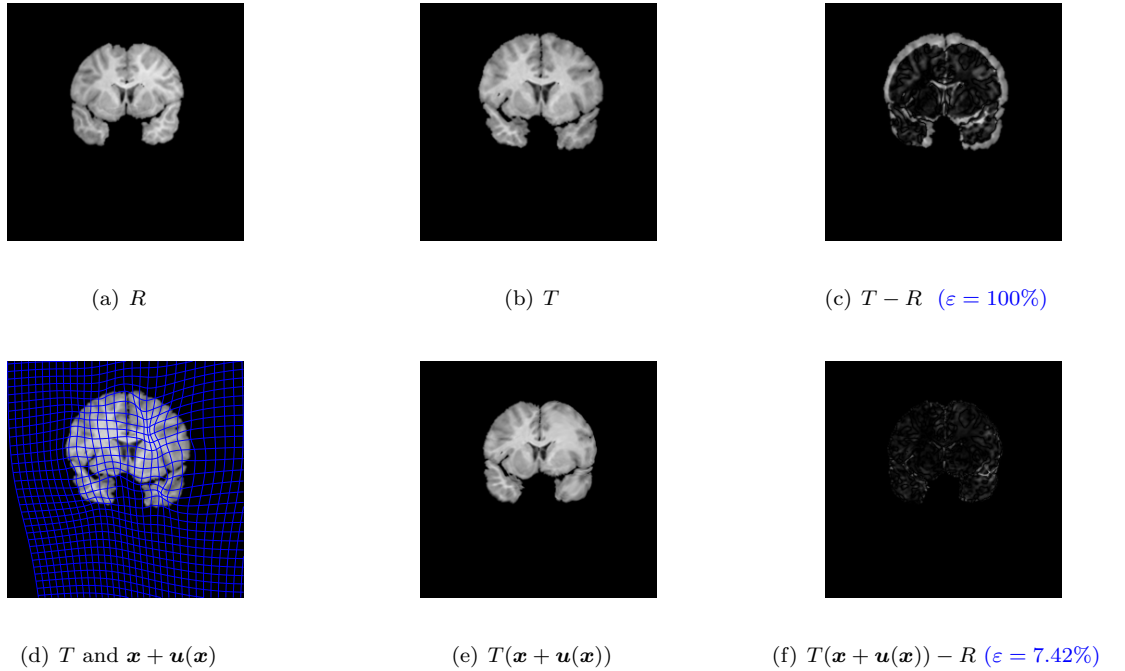 (a) R
(b) T
(c) T − R (ε = 100%)
(d) T and x + u(x)
(e) T(x + u(x))
(f) T(x + u(x)) − R (ε = 7.42%)